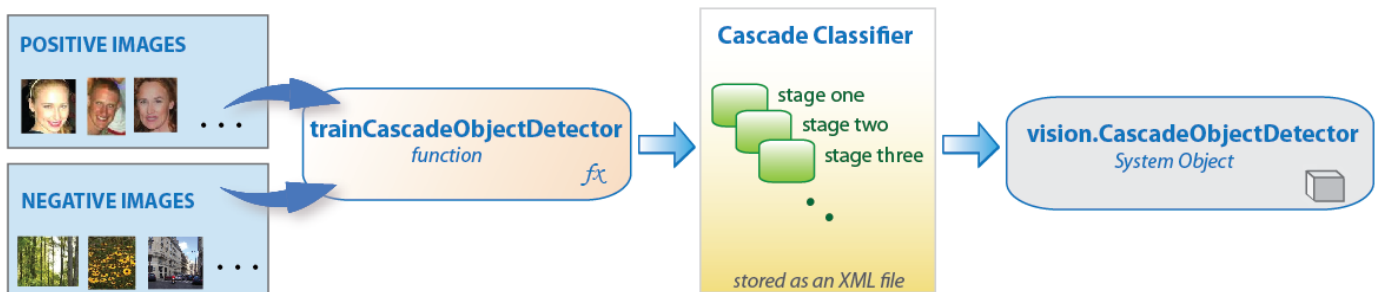 POSITIVE IMAGES
. . .
NEGATIVE IMAGES
. . .
trainCascadeObjectDetector
function
fx
Cascade Classifier
stage one
stage two
stage three
stored as an XML file
vision.CascadeObjectDetector
System Object